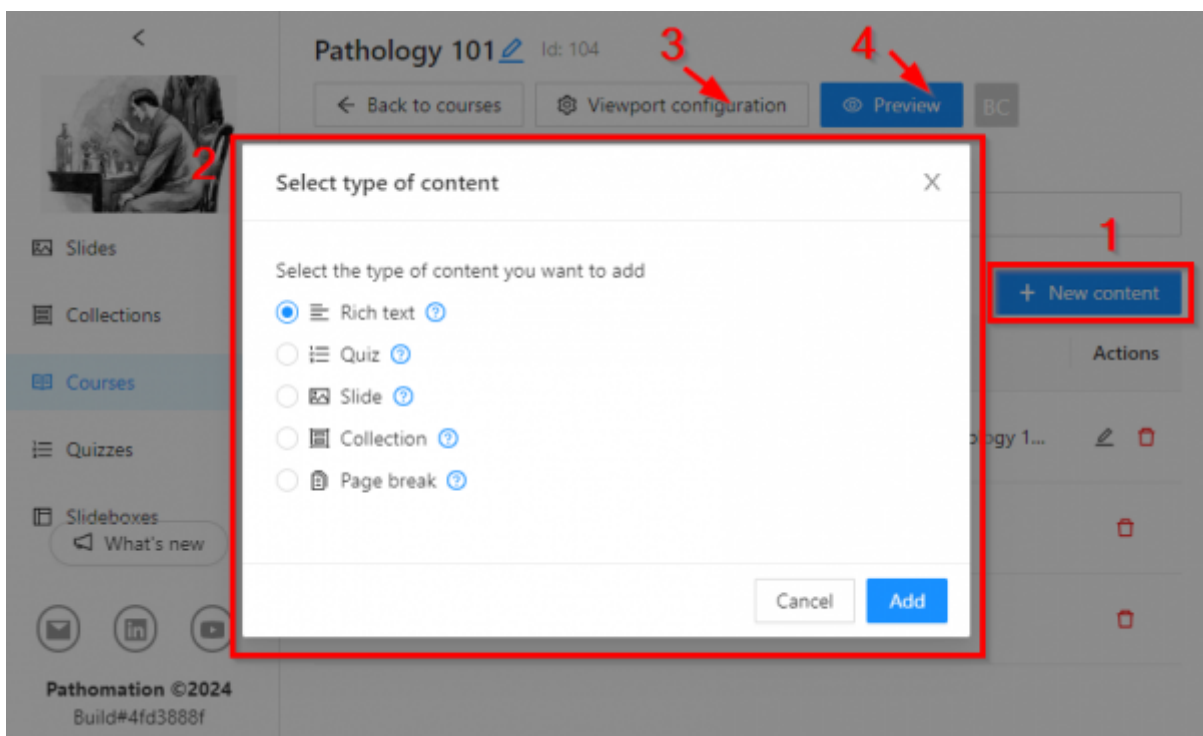 Pathology 101 Id: 104
3
4
Back to courses
Viewport configuration
Preview
BC
2
Select type of content
1
Slides
Select the type of content you want to add
New content
Rich text
Collections
Quiz
Actions
Courses
Slide
Collection
ology 1...
Quizzes
Page break
Slideboxes
What's new
Cancel
Add
Pathomation ©2024
Build#4fd3888f